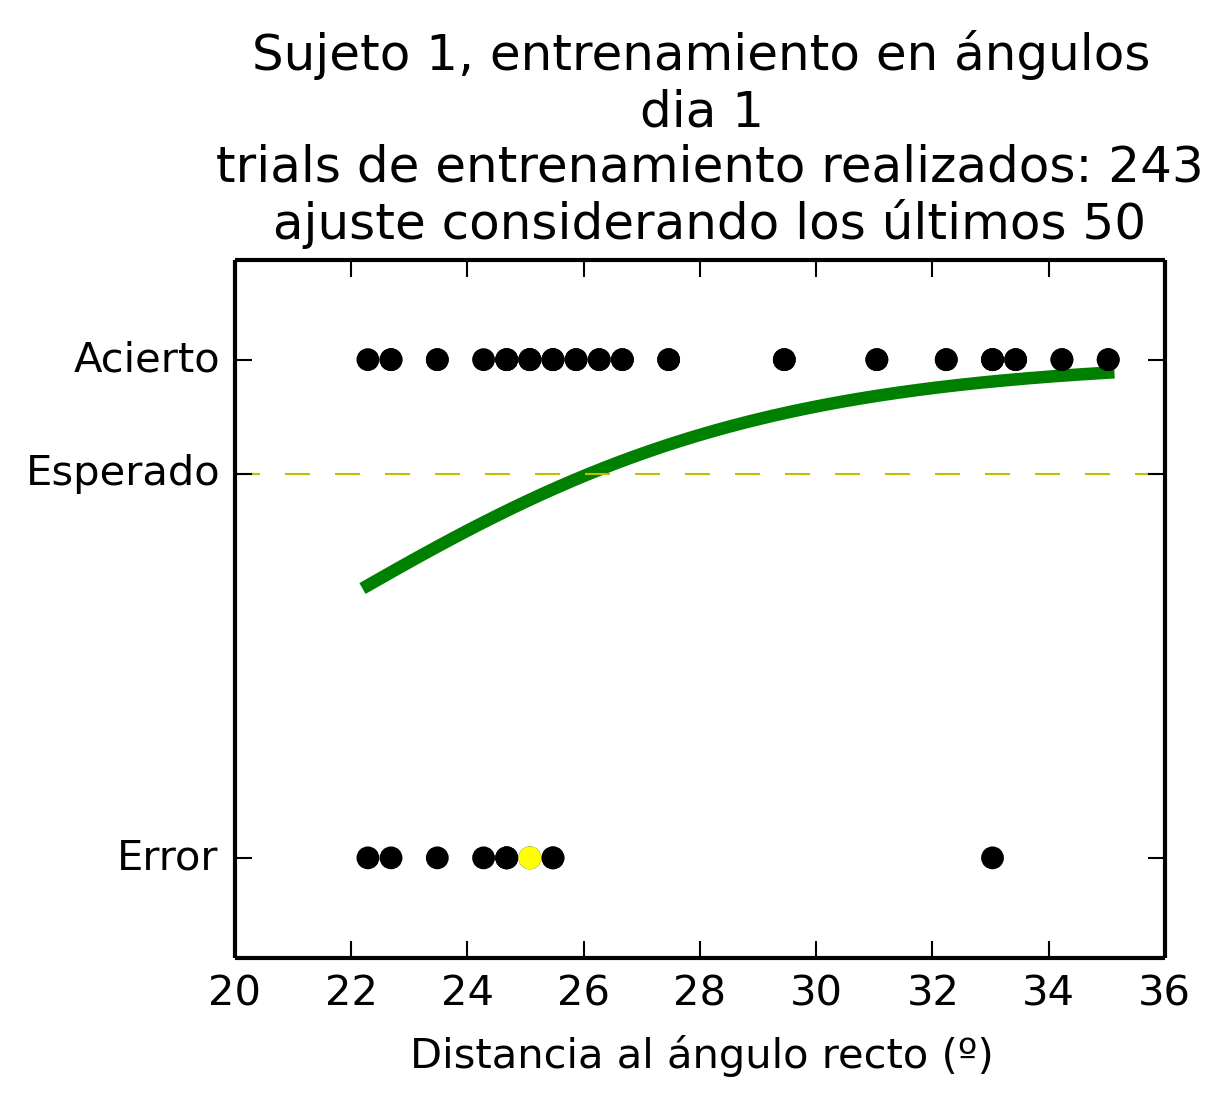 Sujeto 1, entrenamiento en ángulos
dia 1
trials de entrenamiento realizados: 243
ajuste considerando los últimos 50
Acierto
Esperado
Error
20 22 24 26 28 30 32 34 36
Distancia al ángulo recto (º)